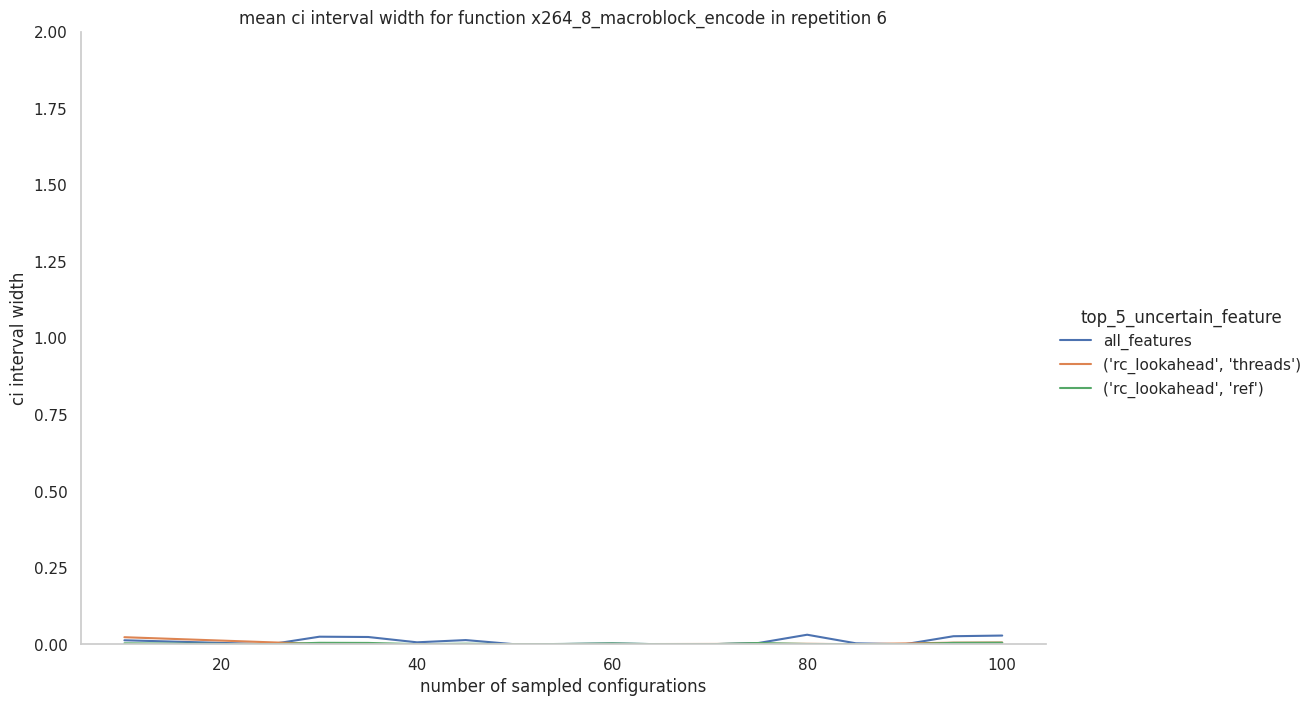 mean ci interval width for function x264_8_macroblock_encode in repetition 6
2.00
1.75
1.50
1.25
1.00
0.75
0.50
0.25
0.00
ci interval width
20
40
60
80
100
number of sampled configurations
top_5_uncertain_feature
all_features
('rc_lookahead', 'threads')
('rc_lookahead', 'ref')